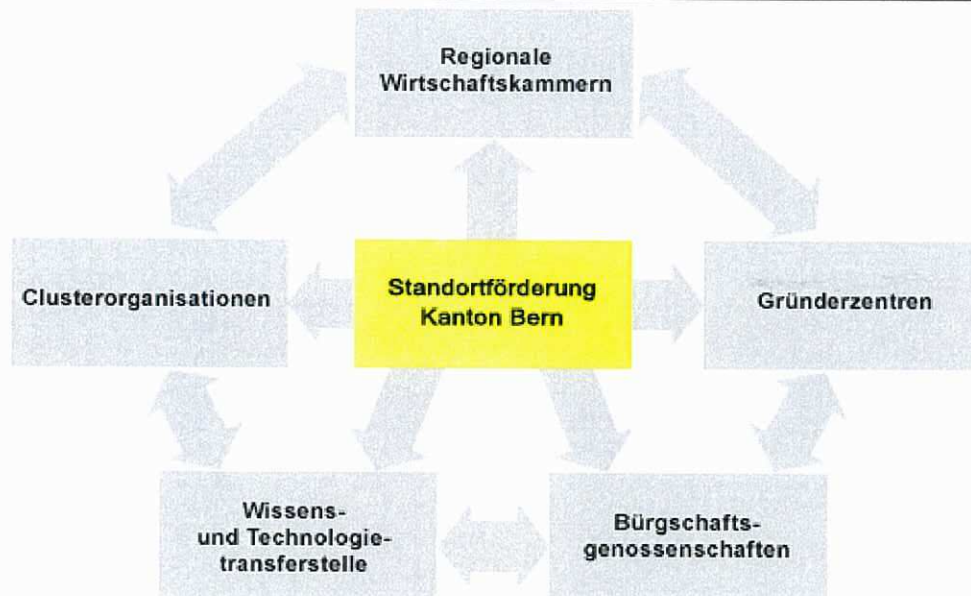 Regionale
Wirtschaftskammern
Clusterorganisationen
Standortförderung
Kanton Bern
Gründerzentren
Wissens-
und Technologie-
transferstelle
Bürgschafts-
genossenschaften